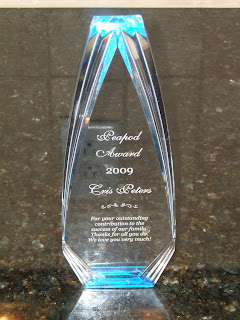 Peapod
Award
2009
Cris Peters
For your outstanding
contribution to the
success of our family.
Thanks for all you do.
We love you very much!